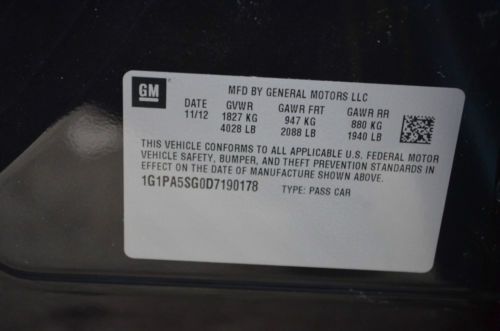 GM
MFD BY GENERAL MOTORS LLC
DATE GVWR GAWR FRT GAWR RR
11/12 1827 KG 947 KG 880 KG
4028 LB 2088 LB 1940 LB
THIS VEHICLE CONFORMS TO ALL APPLICABLE U.S. FEDERAL MOTOR
VEHICLE SAFETY, BUMPER, AND THEFT PREVENTION STANDARDS IN
EFFECT ON THE DATE OF MANUFACTURE SHOWN ABOVE.
1G1PA5SG0D7190178 TYPE: PASS CAR